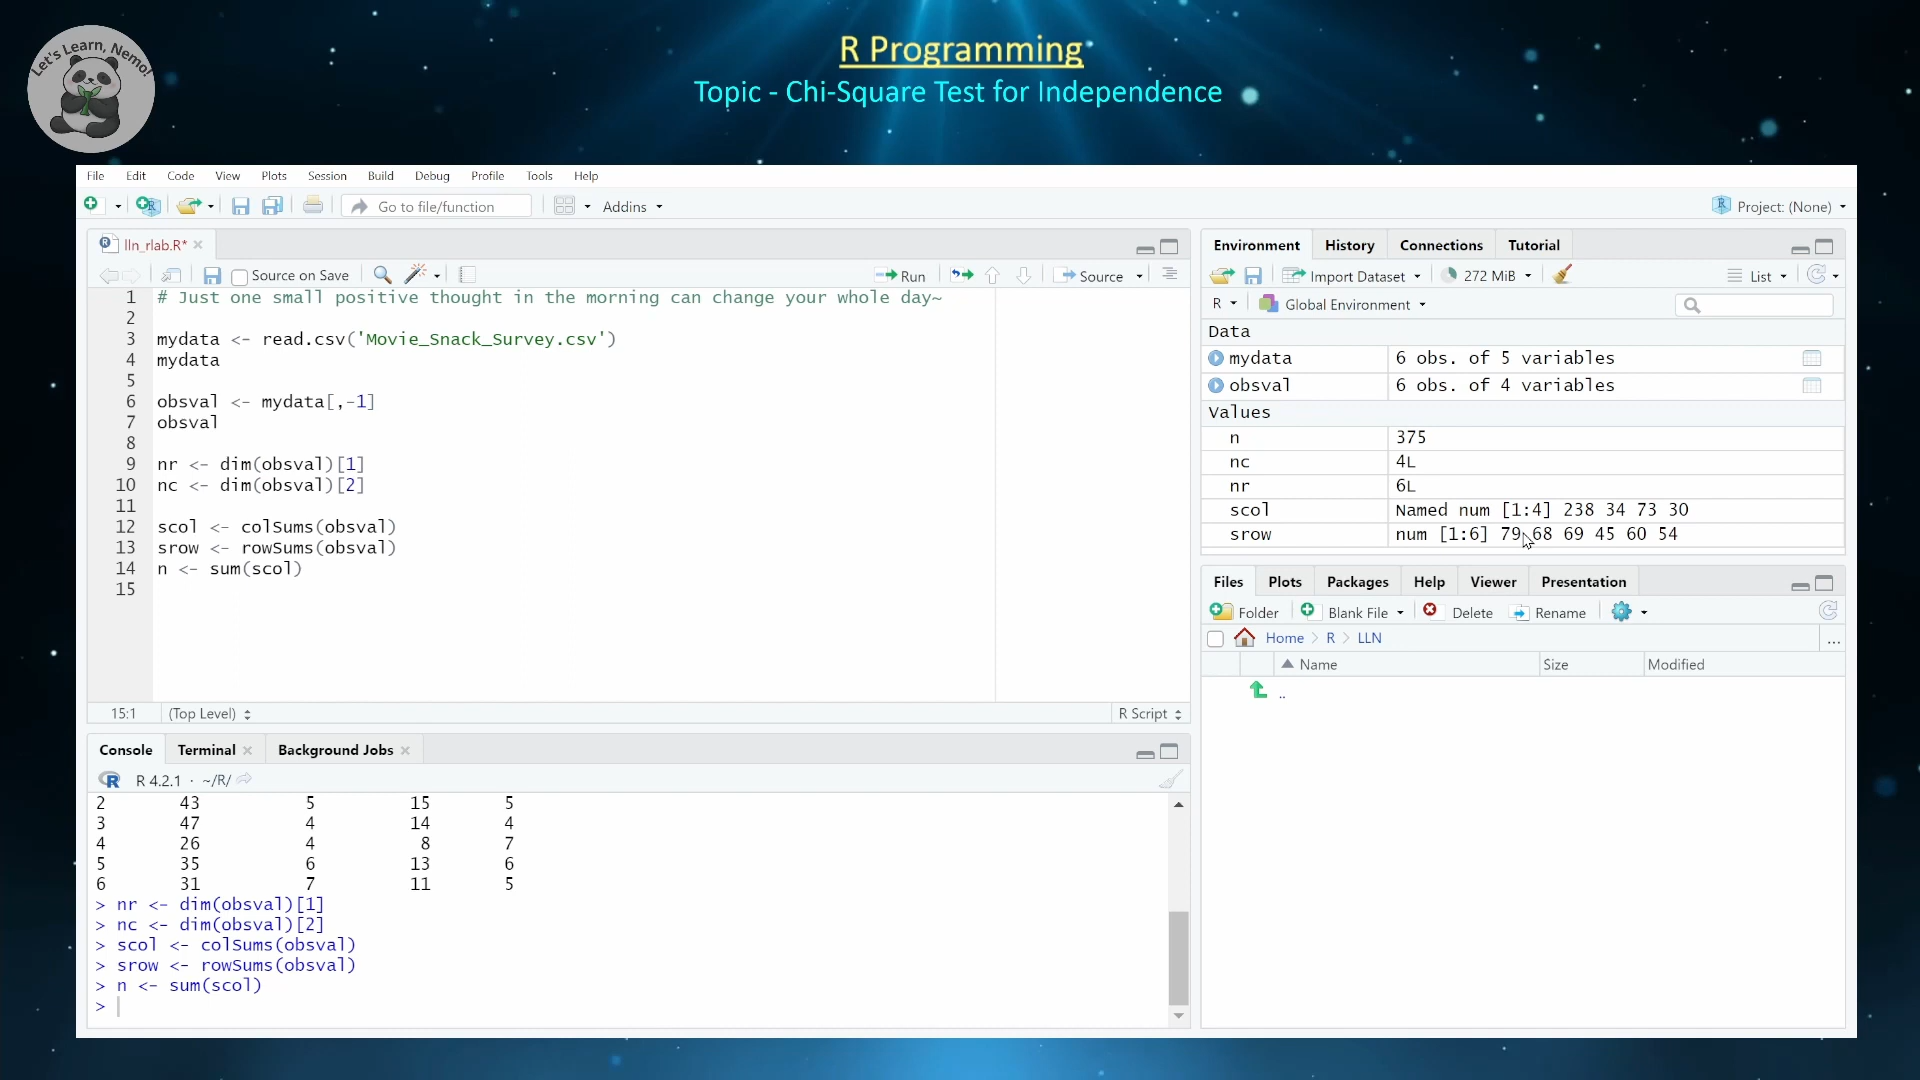 Let's Learn, Nemo!
R Programming
Topic - Chi-Square Test for Independence
File Edit Code View Plots Session Build Debug Profile Tools Help
Go to file/function Addins Project: (None)
lln_rlab.R*
Source on Save Run Source
1 # Just one small positive thought in the morning can change your whole day~
2
3 mydata <- read.csv('Movie_Snack_Survey.csv')
4 mydata
5
6 obsval <- mydata[,-1]
7 obsval
8
9 nr <- dim(obsval)[1]
10 nc <- dim(obsval)[2]
11
12 scol <- colSums(obsval)
13 srow <- rowSums(obsval)
14 n <- sum(scol)
15
15:1 (Top Level) R Script
Console Terminal Background Jobs
R 4.2.1 · ~/R/
2 43 5 15 5
3 47 4 14 4
4 26 4 8 7
5 35 6 13 6
6 31 7 11 5
> nr <- dim(obsval)[1]
> nc <- dim(obsval)[2]
> scol <- colSums(obsval)
> srow <- rowSums(obsval)
> n <- sum(scol)
>
Environment History Connections Tutorial
Import Dataset 272 MiB List
R Global Environment
Data
mydata 6 obs. of 5 variables
obsval 6 obs. of 4 variables
Values
n 375
nc 4L
nr 6L
scol Named num [1:4] 238 34 73 30
srow num [1:6] 79 68 69 45 60 54
Files Plots Packages Help Viewer Presentation
Folder Blank File Delete Rename
Home R LLN ...
Name Size Modified
..